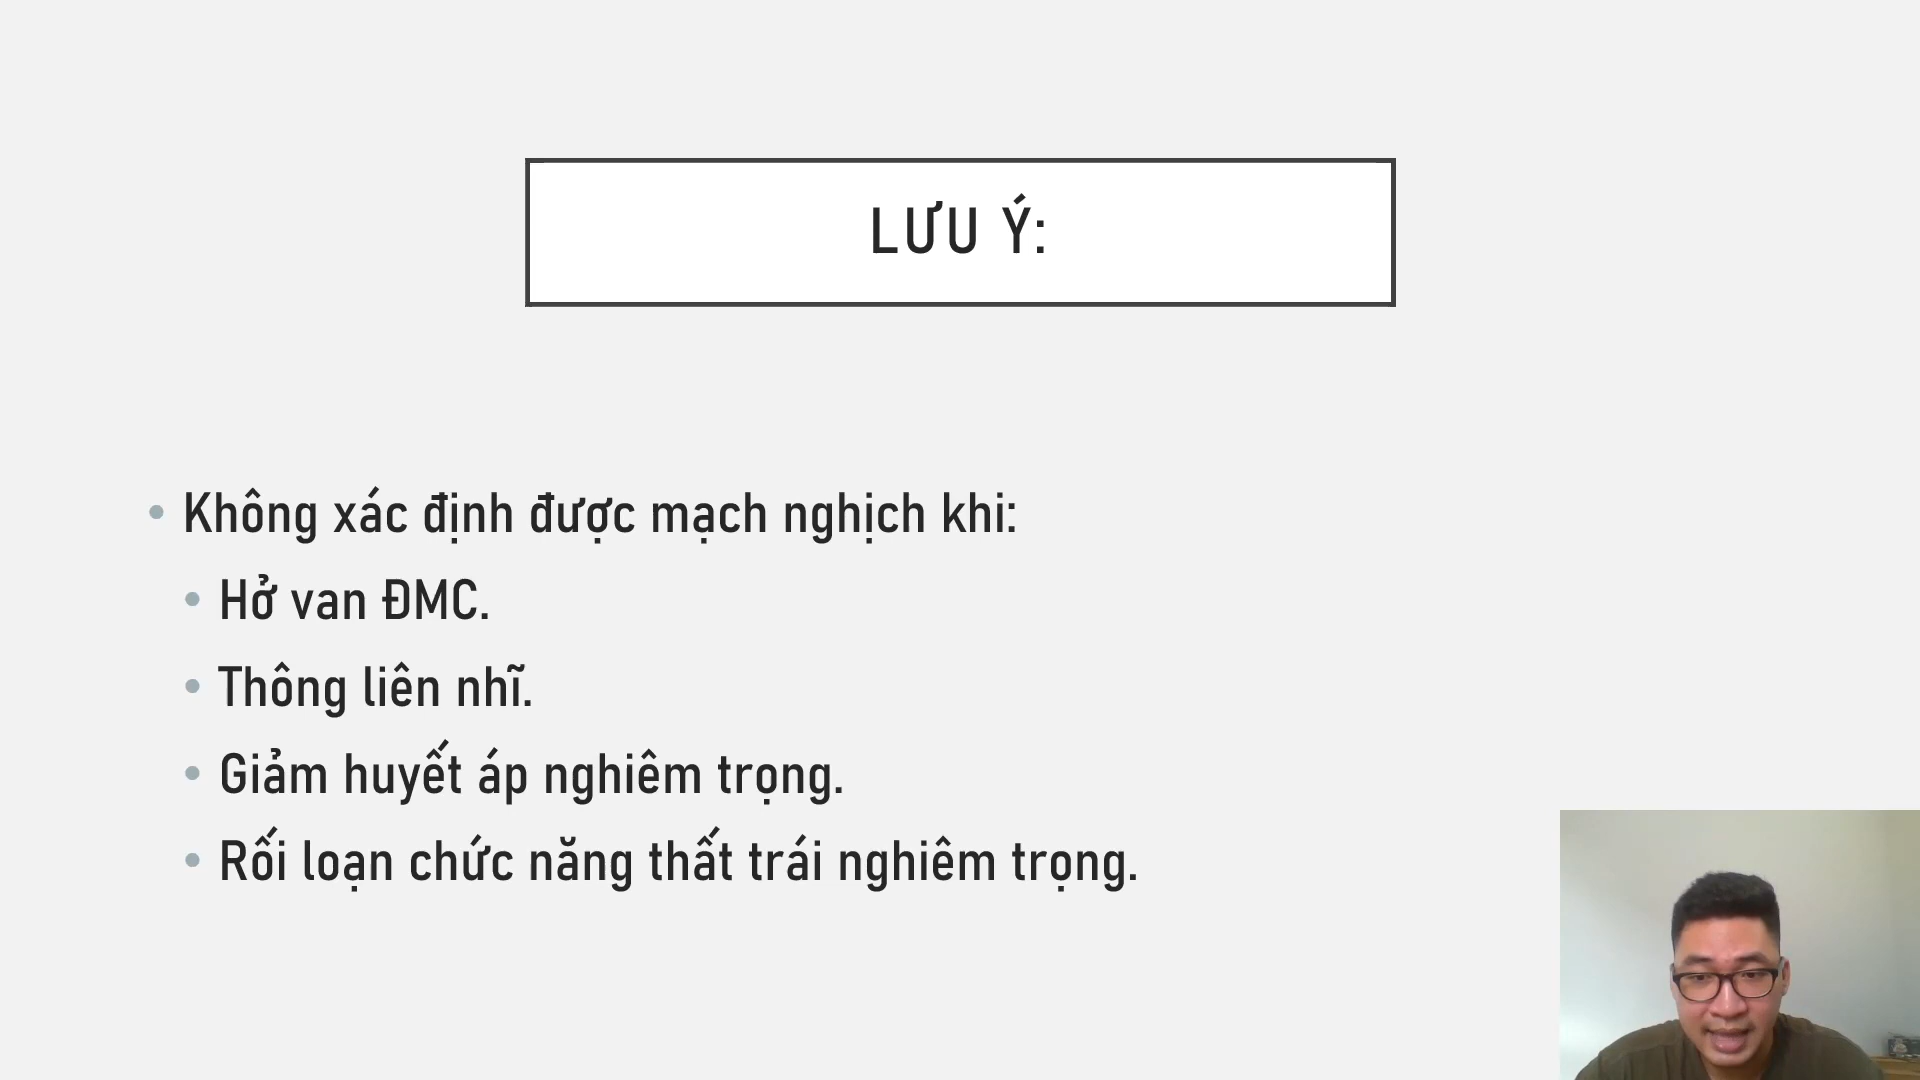 LƯU Ý:
Không xác định được mạch nghịch khi:
Hở van ĐMC.
Thông liên nhĩ.
Giảm huyết áp nghiêm trọng.
Rối loạn chức năng thất trái nghiêm trọng.